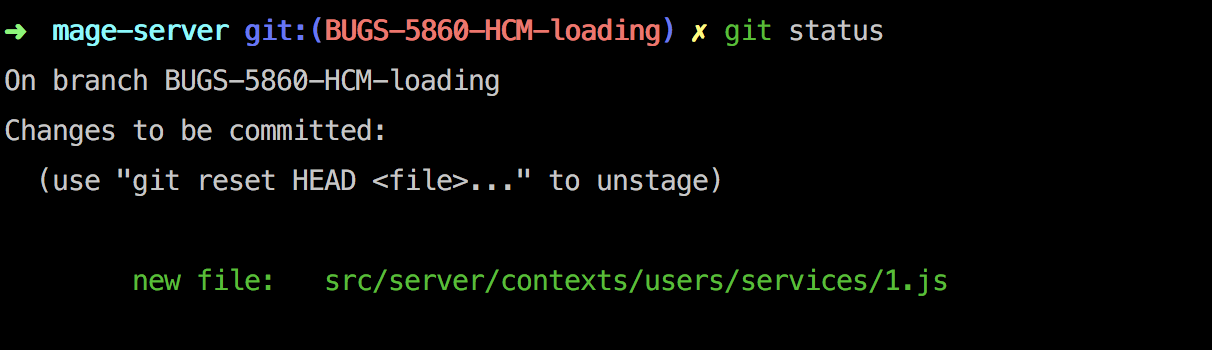 ➜  mage-server git:(BUGS-5860-HCM-loading) ✗ git status
On branch BUGS-5860-HCM-loading
Changes to be committed:
  (use "git reset HEAD <file>..." to unstage)
        new file:   src/server/contexts/users/services/1.js